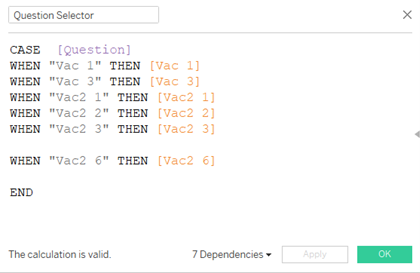 Question Selector
CASE [Question]
WHEN "Vac 1" THEN [Vac 1]
WHEN "Vac 3" THEN [Vac 3]
WHEN "Vac2 1" THEN [Vac2 1]
WHEN "Vac2 2" THEN [Vac2 2]
WHEN "Vac2 3" THEN [Vac2 3]
WHEN "Vac2 6" THEN [Vac2 6]
END
The calculation is valid. 7 Dependencies Apply OK